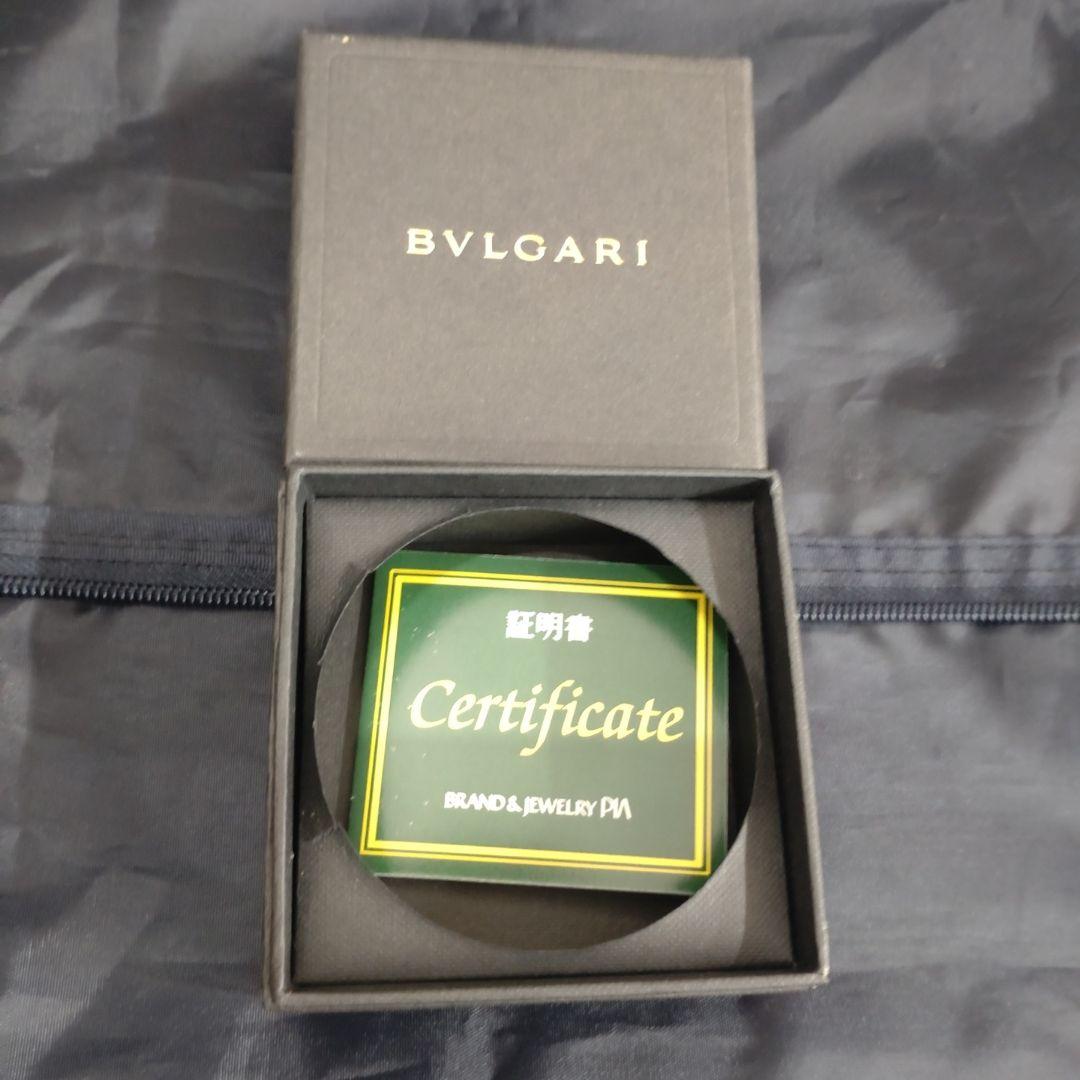 BVLGARI
証明書
Certificate
BRAND & JEWELRY PIA